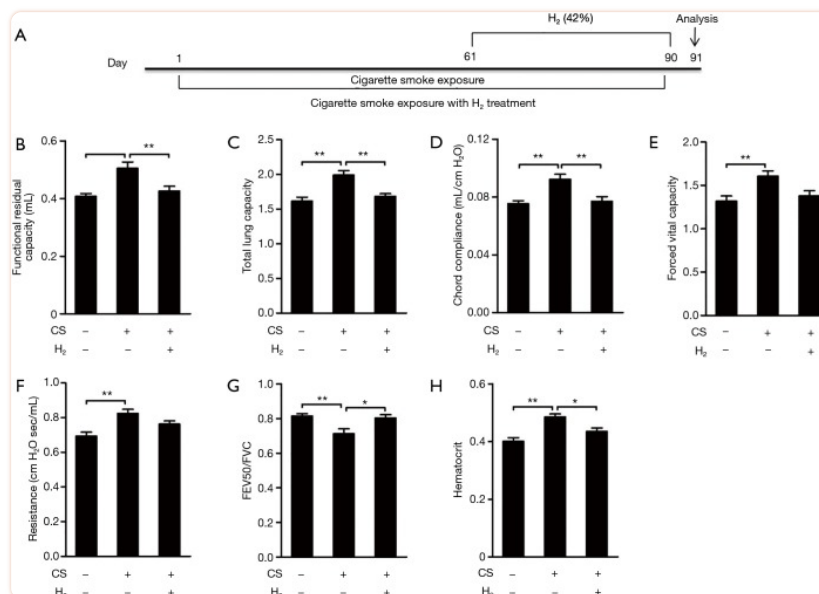 A
H₂ (42%)
Analysis
Day
1
61
90
91
Cigarette smoke exposure
Cigarette smoke exposure with H₂ treatment
B
Functional residual
capacity (mL)
0.6
0.4
0.2
0
**
CS – + +
H₂ – – +
C
Total lung capacity
2.5
2.0
1.5
1.0
0.5
0.0
** **
CS – + +
H₂ – – +
D
Chord compliance (mL/cm H₂O)
0.12
0.08
0.04
0.00
** **
– + +
– – +
E
Forced vital capacity
2.0
1.5
1.0
0.5
0.0
**
– + +
– – +
F
Resistance (cm H₂O sec/mL)
1.0
0.8
0.6
0.4
0.2
0
**
CS – + +
H₂ – – +
G
FEV50/FVC
1.0
0.8
0.6
0.4
0.2
0
** *
CS – + +
H₂ – – +
H
Hematocrit
0.6
0.4
0.2
0
** *
– + +
– – +